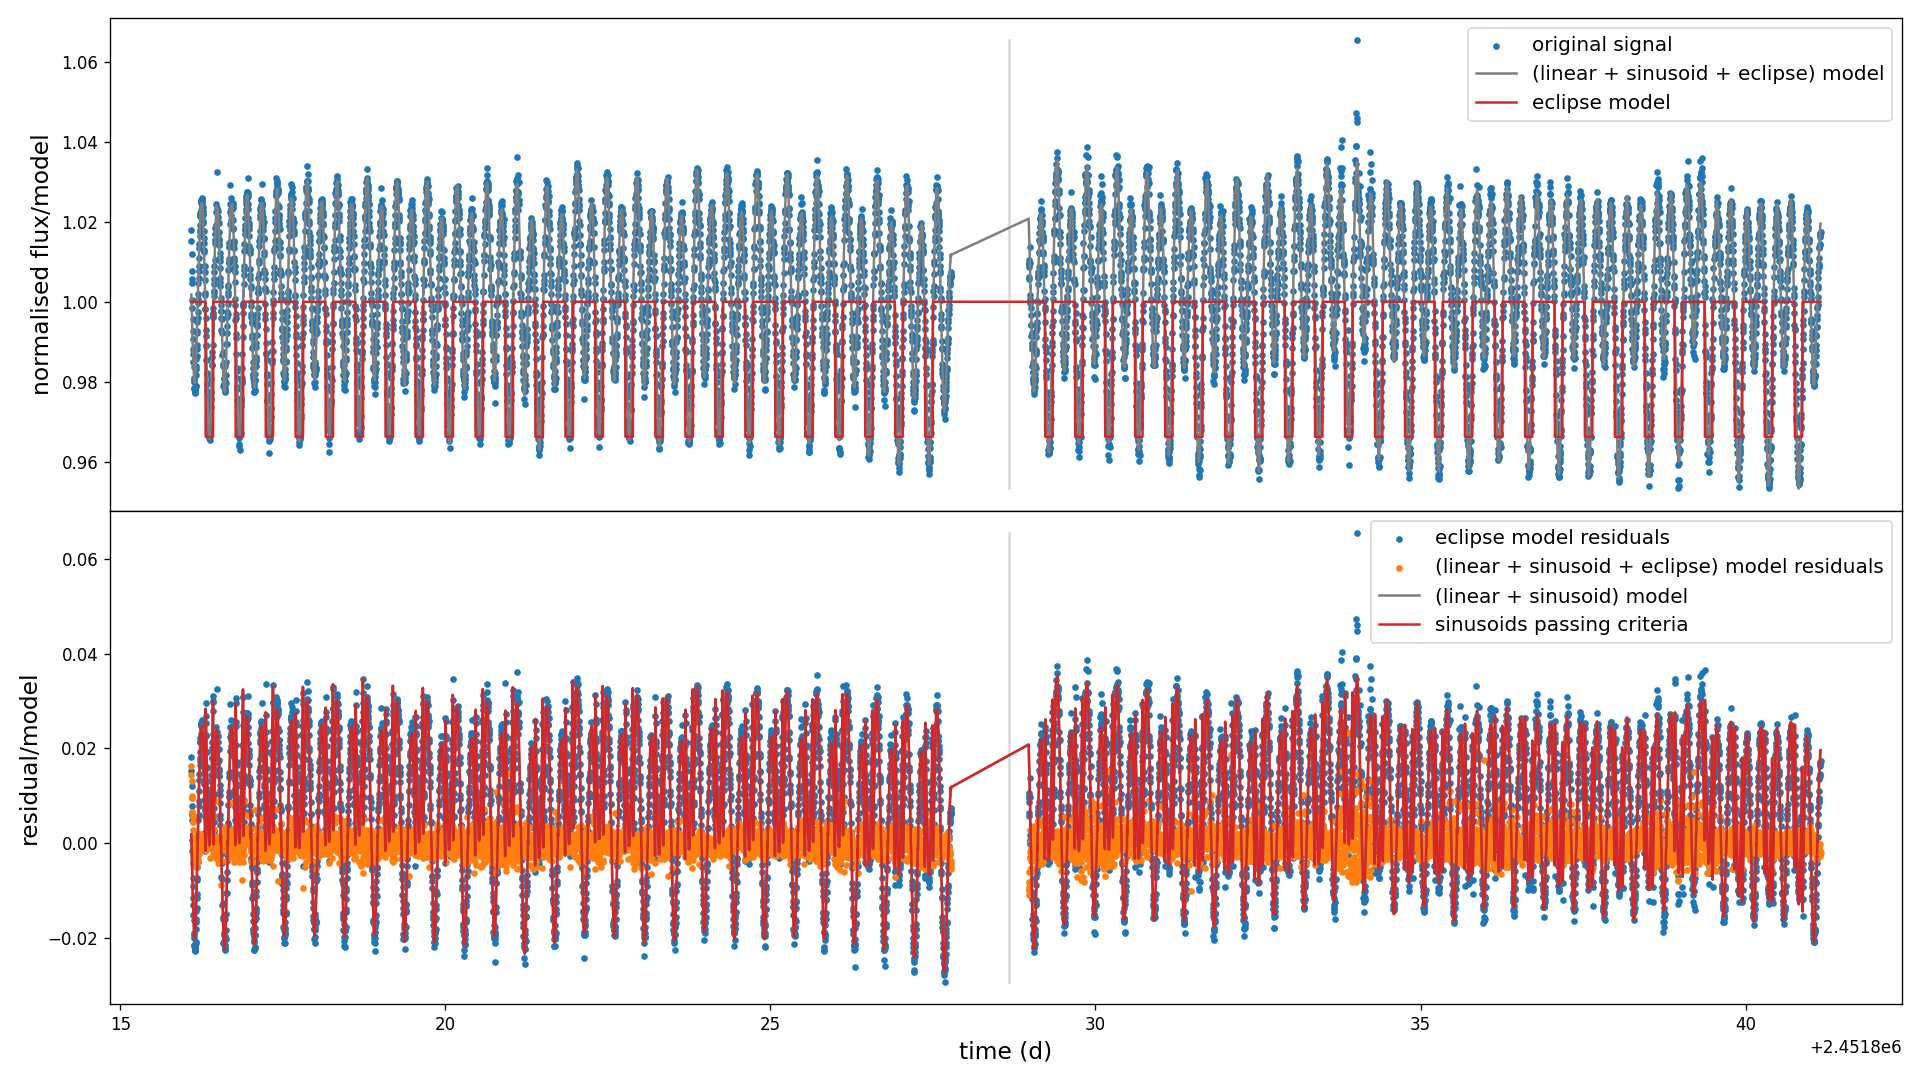 normalised flux/model
1.06
1.04
1.02
1.00
0.98
0.96
original signal
(linear + sinusoid + eclipse) model
eclipse model
residual/model
0.06
0.04
0.02
0.00
−0.02
eclipse model residuals
(linear + sinusoid + eclipse) model residuals
(linear + sinusoid) model
sinusoids passing criteria
15 20 25 30 35 40
time (d)
+2.4518e6